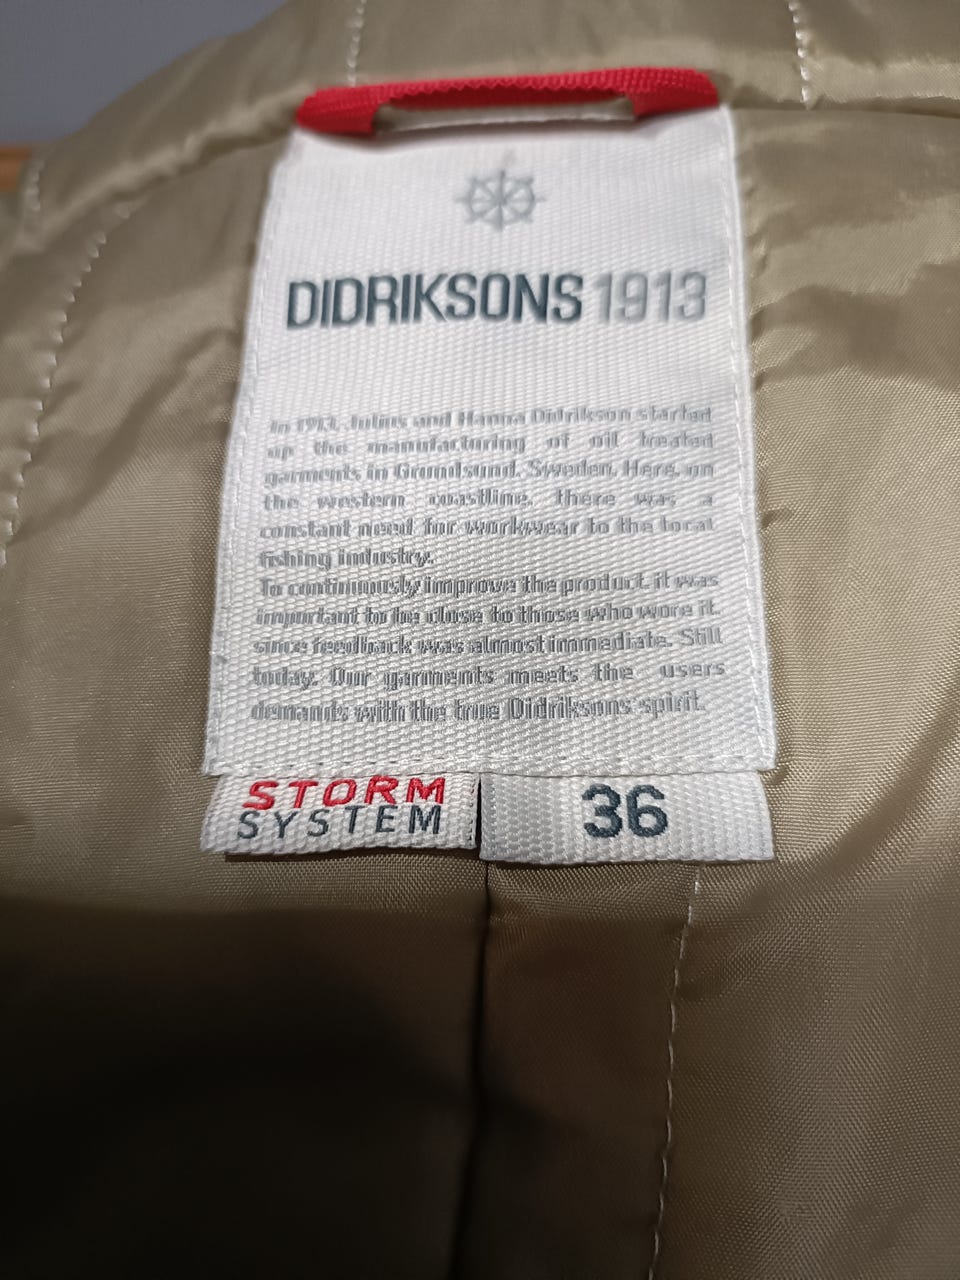 DIDRIKSONS 1913
In 1913, Julius and Hanna Didrikson started
up the manufacturing of oil treated
garments in Grundsund, Sweden. Here, on
the western coastline, there was a
constant need for workwear to the local
fishing industry.
To continuously improve the product, it was
important to be close to those who wore it,
since feedback was almost immediate. Still
today. Our garments meets the users
demands with the true Didriksons spirit.
STORM
SYSTEM
36